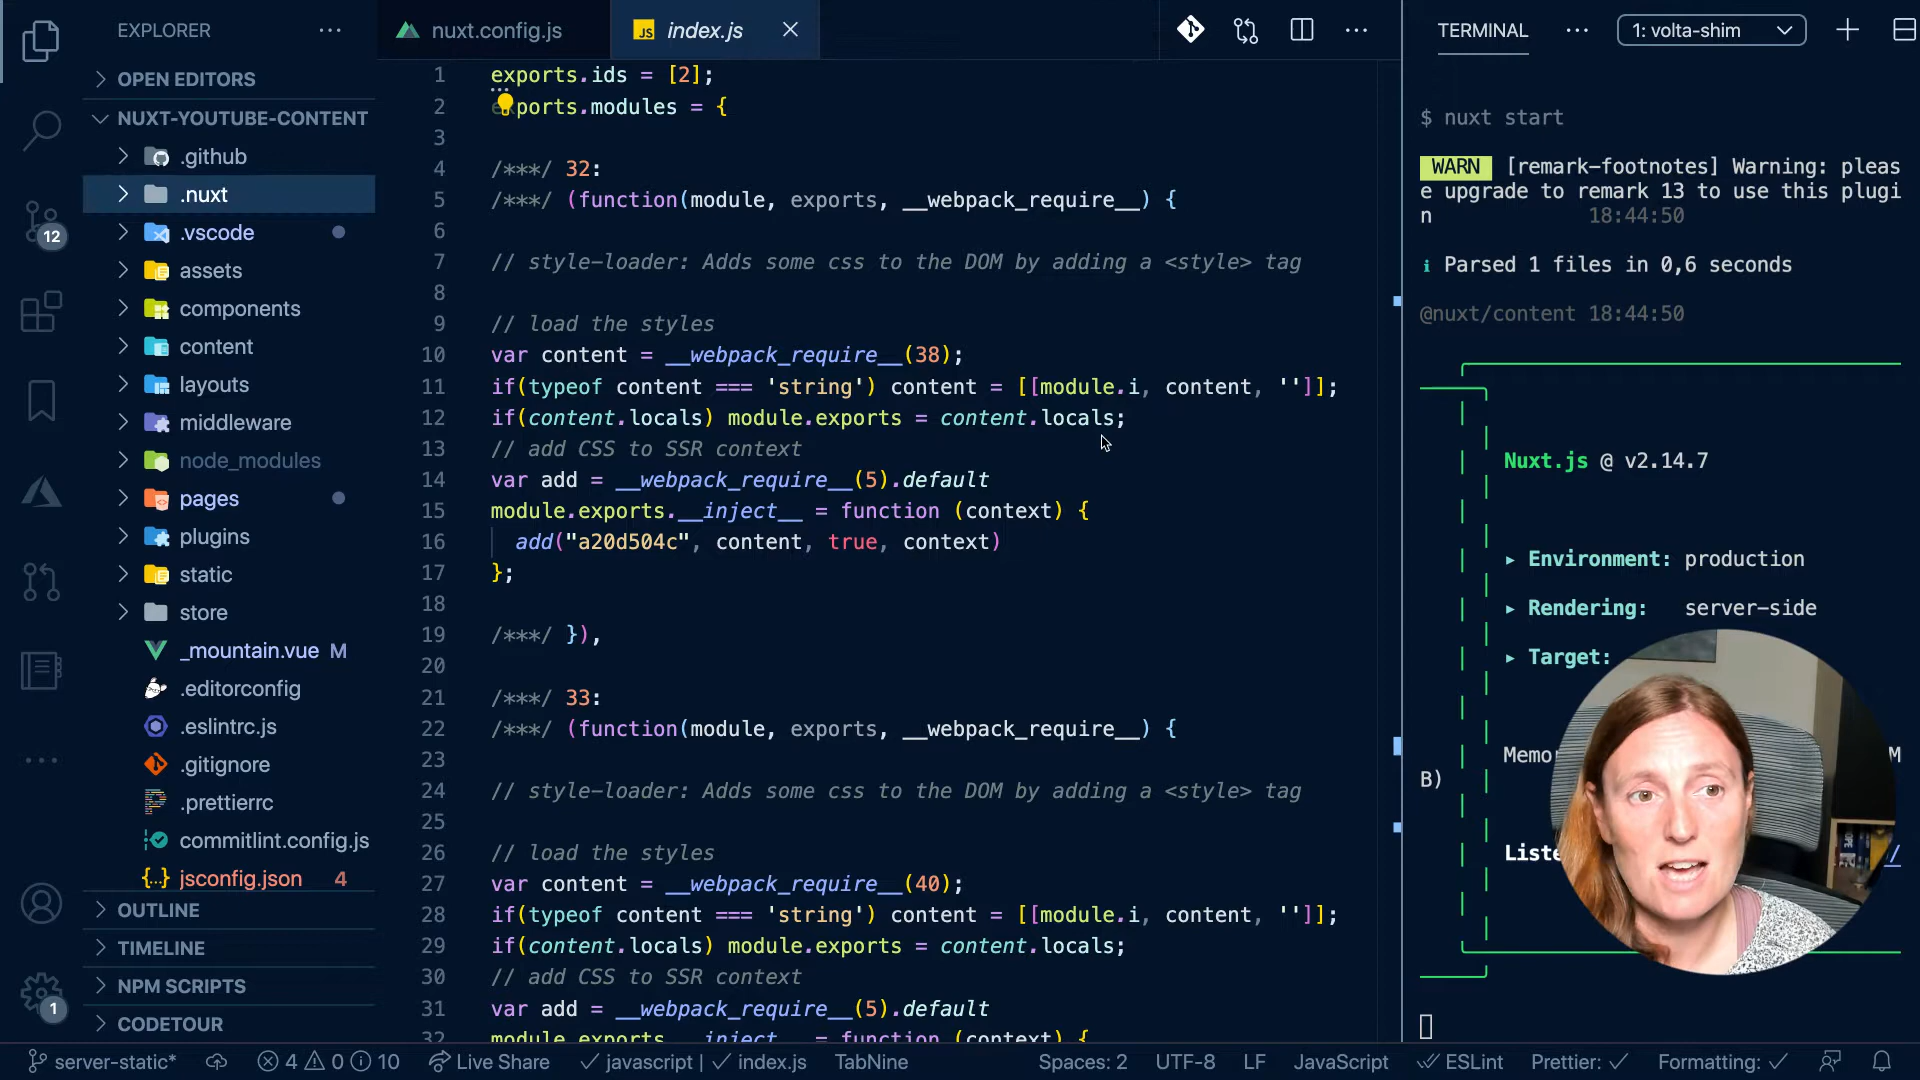 EXPLORER
OPEN EDITORS
NUXT-YOUTUBE-CONTENT
.github
.nuxt
.vscode
assets
components
content
layouts
middleware
node_modules
pages
plugins
static
store
_mountain.vue M
.editorconfig
.eslintrc.js
.gitignore
.prettierrc
commitlint.config.js
jsconfig.json 4
OUTLINE
TIMELINE
NPM SCRIPTS
CODETOUR
12
1
nuxt.config.js
JS index.js
1 exports.ids = [2];
2 exports.modules = {
3
4 /***/ 32:
5 /***/ (function(module, exports, __webpack_require__) {
6
7 // style-loader: Adds some css to the DOM by adding a <style> tag
8
9 // load the styles
10 var content = __webpack_require__(38);
11 if(typeof content === 'string') content = [[module.i, content, '']];
12 if(content.locals) module.exports = content.locals;
13 // add CSS to SSR context
14 var add = __webpack_require__(5).default
15 module.exports.__inject__ = function (context) {
16 add("a20d504c", content, true, context)
17 };
18
19 /***/ }),
20
21 /***/ 33:
22 /***/ (function(module, exports, __webpack_require__) {
23
24 // style-loader: Adds some css to the DOM by adding a <style> tag
25
26 // load the styles
27 var content = __webpack_require__(40);
28 if(typeof content === 'string') content = [[module.i, content, '']];
29 if(content.locals) module.exports = content.locals;
30 // add CSS to SSR context
31 var add = __webpack_require__(5).default
32 module.exports.__inject__ = function (context) {
TERMINAL
1: volta-shim
$ nuxt start
WARN [remark-footnotes] Warning: pleas
e upgrade to remark 13 to use this plugi
n 18:44:50
ℹ Parsed 1 files in 0,6 seconds
@nuxt/content 18:44:50
Nuxt.js @ v2.14.7
▸ Environment: production
▸ Rendering: server-side
▸ Target:
Memo
M
B)
Liste
/
server-static*
4 0 10
Live Share
javascript | index.js
TabNine
Spaces: 2
UTF-8
LF
JavaScript
ESLint
Prettier: ✓
Formatting: ✓